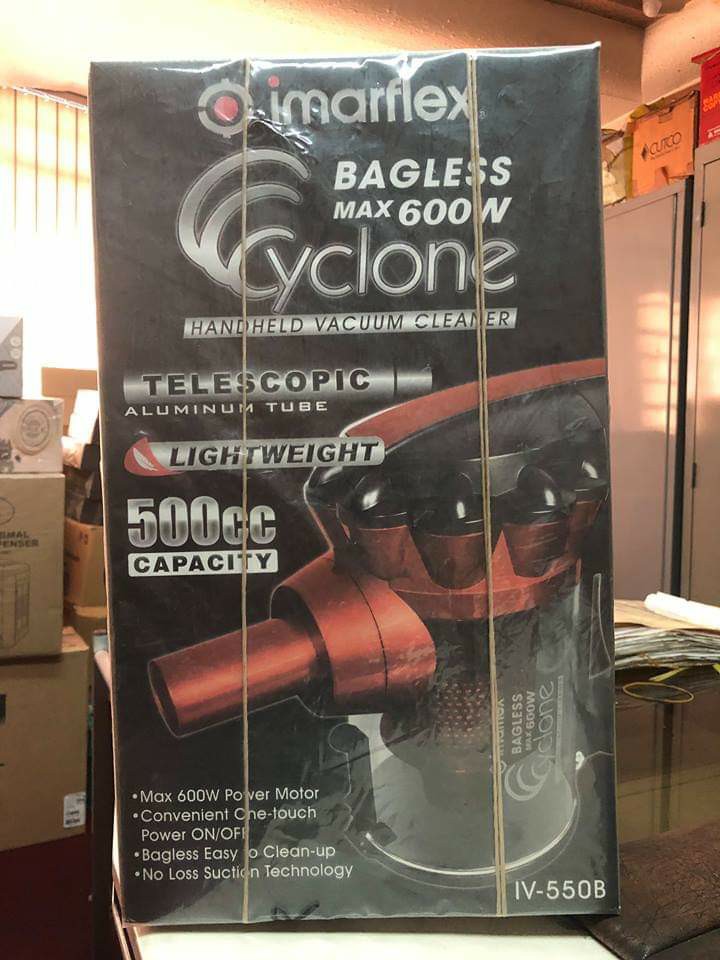 imarflex
BAGLESS
MAX 600W
Cyclone
HANDHELD VACUUM CLEANER
TELESCOPIC
ALUMINUM TUBE
LIGHTWEIGHT
500cc
CAPACITY
imarflex
BAGLESS
MAX 600W
Cyclone
• Max 600W Power Motor
• Convenient One-touch
Power ON/OFF
• Bagless Easy to Clean-up
• No Loss Suction Technology
IV-550B
CUTCO